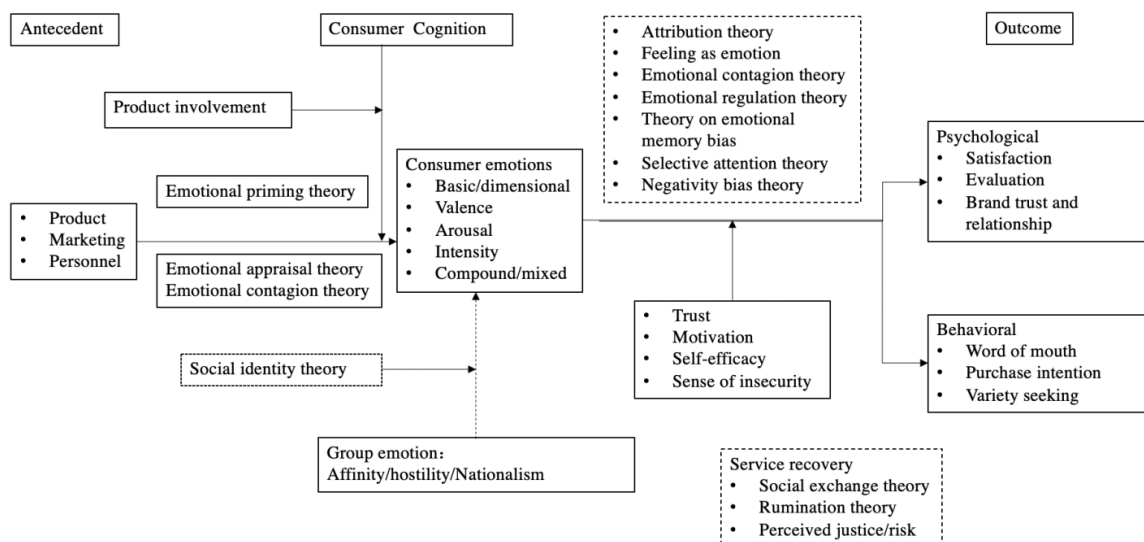 Antecedent
Consumer Cognition
Outcome
• Attribution theory
• Feeling as emotion
• Emotional contagion theory
• Emotional regulation theory
• Theory on emotional
memory bias
• Selective attention theory
• Negativity bias theory
Product involvement
Emotional priming theory
• Product
• Marketing
• Personnel
Emotional appraisal theory
Emotional contagion theory
Consumer emotions
• Basic/dimensional
• Valence
• Arousal
• Intensity
• Compound/mixed
Psychological
• Satisfaction
• Evaluation
• Brand trust and
relationship
• Trust
• Motivation
• Self-efficacy
• Sense of insecurity
Behavioral
• Word of mouth
• Purchase intention
• Variety seeking
Social identity theory
Group emotion：
Affinity/hostility/Nationalism
Service recovery
• Social exchange theory
• Rumination theory
• Perceived justice/risk